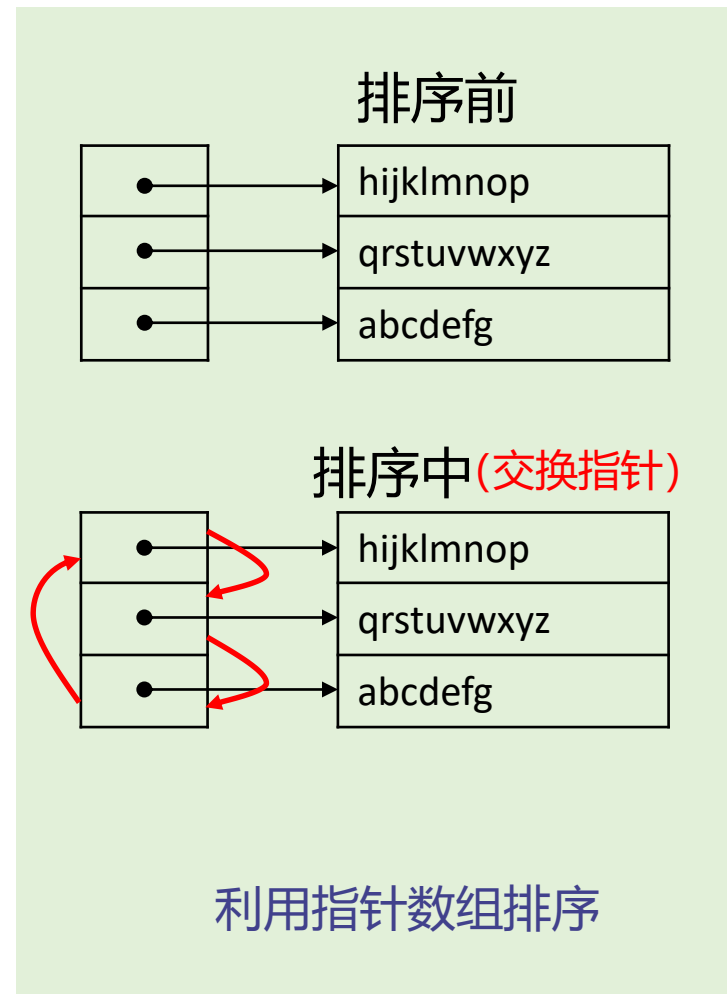 排序前
hijklmnop
qrstuvwxyz
abcdefg
排序中(交换指针)
hijklmnop
qrstuvwxyz
abcdefg
利用指针数组排序